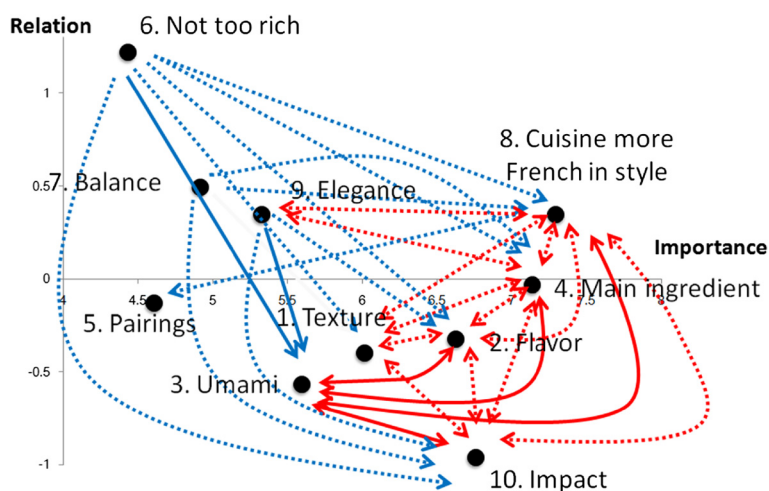 Relation
6. Not too rich
1
8. Cuisine more
French in style
0.5
7. Balance
9. Elegance
Importance
0
4
4.5
5
5.5
6
6.5
7
7.5
8
4. Main ingredient
5. Pairings
1. Texture
2. Flavor
-0.5
3. Umami
-1
10. Impact